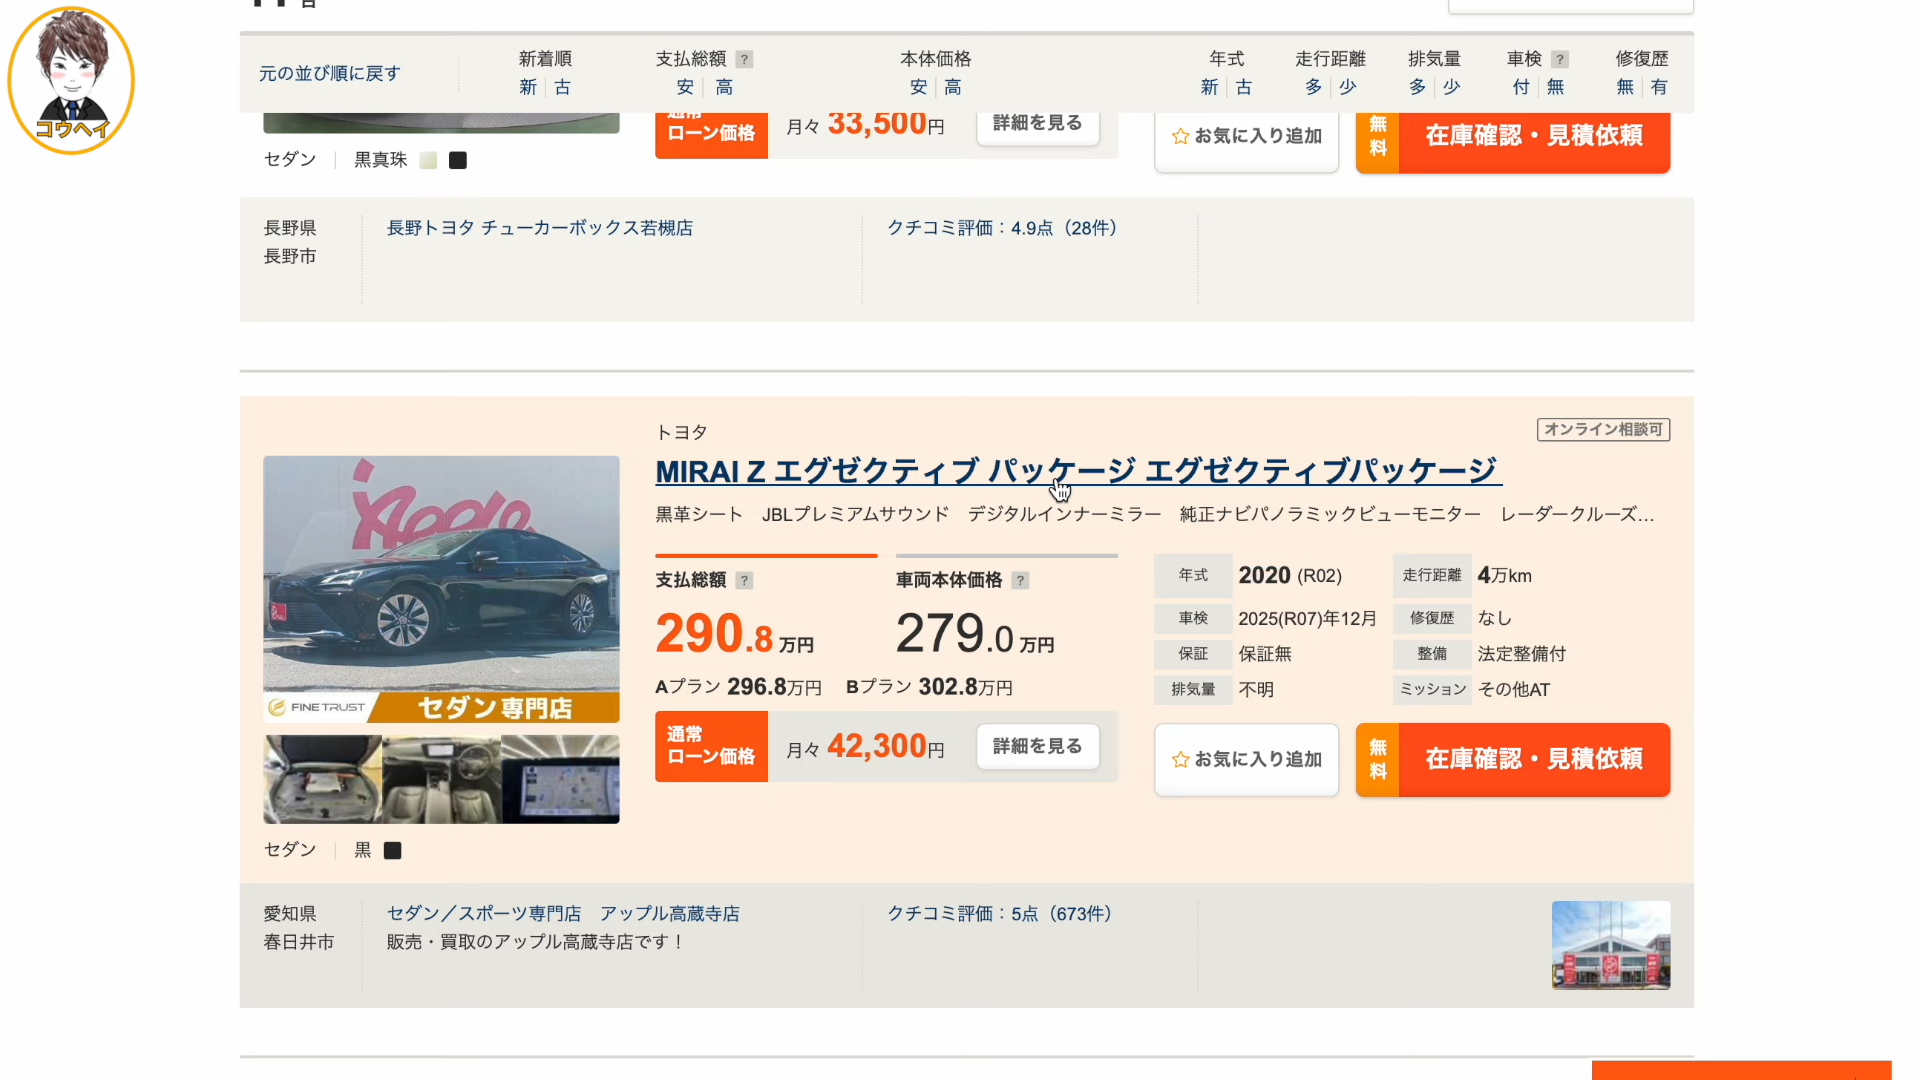 コウヘイ
元の並び順に戻す
新着順
新 古
支払総額 ?
安 高
本体価格
安 高
年式
新 古
走行距離
多 少
排気量
多 少
車検 ?
付 無
修復歴
無 有
通常
ローン価格
月々 33,500円
詳細を見る
☆お気に入り追加
無料
在庫確認・見積依頼
セダン 黒真珠
長野県
長野市
長野トヨタ チューカーボックス若槻店
クチコミ評価：4.9点（28件）
トヨタ
オンライン相談可
MIRAI Z エグゼクティブ パッケージ エグゼクティブパッケージ
黒革シート JBLプレミアムサウンド デジタルインナーミラー 純正ナビパノラミックビューモニター レーダークルーズ…
apple
FINE TRUST
セダン専門店
支払総額 ?
290.8万円
車両本体価格 ?
279.0万円
Aプラン 296.8万円 Bプラン 302.8万円
通常
ローン価格
月々 42,300円
詳細を見る
年式 2020 (R02)
走行距離 4万km
車検 2025(R07)年12月
修復歴 なし
保証 保証無
整備 法定整備付
排気量 不明
ミッション その他AT
☆お気に入り追加
無料
在庫確認・見積依頼
セダン 黒
愛知県
春日井市
セダン／スポーツ専門店 アップル高蔵寺店
販売・買取のアップル高蔵寺店です！
クチコミ評価：5点（673件）